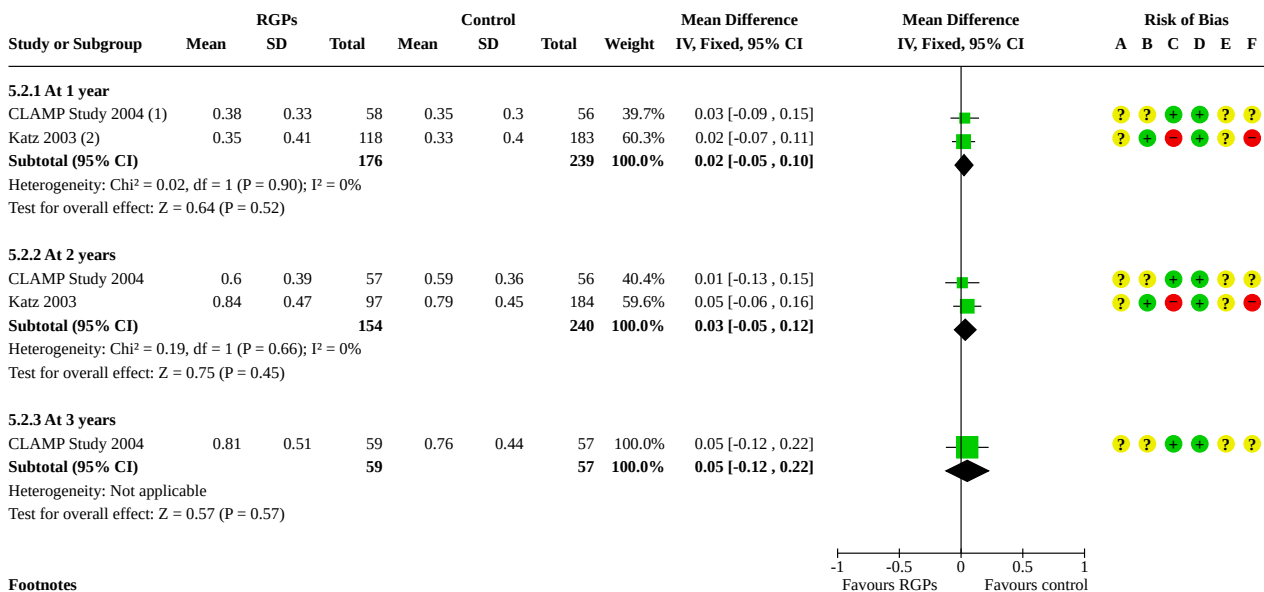 RGPs Control Mean Difference Mean Difference Risk of Bias
Study or Subgroup Mean SD Total Mean SD Total Weight IV, Fixed, 95% CI IV, Fixed, 95% CI A B C D E F
5.2.1 At 1 year
CLAMP Study 2004 (1) 0.38 0.33 58 0.35 0.3 56 39.7% 0.03 [-0.09 , 0.15] ? ? + + ? ?
Katz 2003 (2) 0.35 0.41 118 0.33 0.4 183 60.3% 0.02 [-0.07 , 0.11] ? + − + ? −
Subtotal (95% CI) 176 239 100.0% 0.02 [-0.05 , 0.10]
Heterogeneity: Chi² = 0.02, df = 1 (P = 0.90); I² = 0%
Test for overall effect: Z = 0.64 (P = 0.52)
5.2.2 At 2 years
CLAMP Study 2004 0.6 0.39 57 0.59 0.36 56 40.4% 0.01 [-0.13 , 0.15] ? ? + + ? ?
Katz 2003 0.84 0.47 97 0.79 0.45 184 59.6% 0.05 [-0.06 , 0.16] ? + − + ? −
Subtotal (95% CI) 154 240 100.0% 0.03 [-0.05 , 0.12]
Heterogeneity: Chi² = 0.19, df = 1 (P = 0.66); I² = 0%
Test for overall effect: Z = 0.75 (P = 0.45)
5.2.3 At 3 years
CLAMP Study 2004 0.81 0.51 59 0.76 0.44 57 100.0% 0.05 [-0.12 , 0.22] ? ? + + ? ?
Subtotal (95% CI) 59 57 100.0% 0.05 [-0.12 , 0.22]
Heterogeneity: Not applicable
Test for overall effect: Z = 0.57 (P = 0.57)
-1 -0.5 0 0.5 1
Footnotes Favours RGPs Favours control